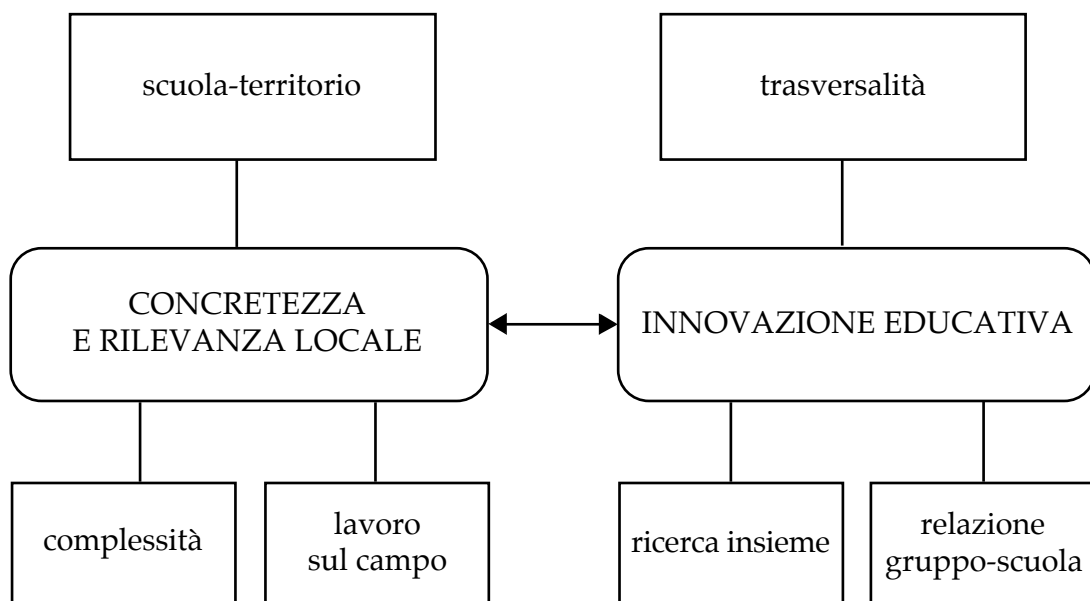 scuola-territorio
trasversalità
CONCRETEZZA
E RILEVANZA LOCALE
INNOVAZIONE EDUCATIVA
complessità
lavoro
sul campo
ricerca insieme
relazione
gruppo-scuola